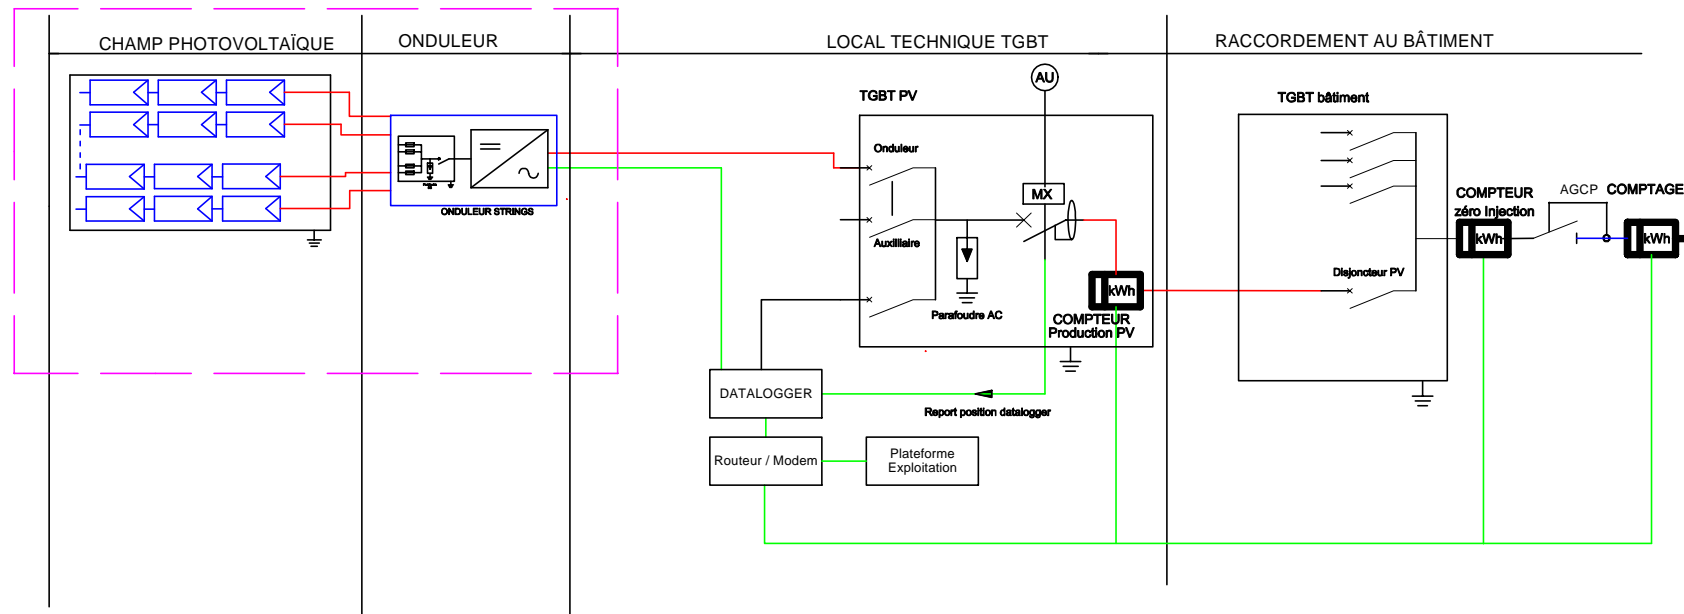 CHAMP PHOTOVOLTAÏQUE
ONDULEUR
LOCAL TECHNIQUE TGBT
RACCORDEMENT AU BÂTIMENT
AU
TGBT PV
TGBT bâtiment
Onduleur
MX
Auxiliaire
ONDULEUR STRINGS
COMPTEUR
zéro Injection
kWh
AGCP
COMPTAGE
kWh
Disjoncteur PV
kWh
Parafoudre AC
COMPTEUR
Production PV
DATALOGGER
Report position datalogger
Routeur / Modem
Plateforme
Exploitation